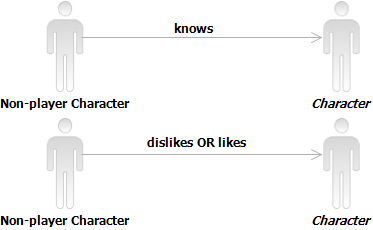 knows
Non-player Character Character
dislikes OR likes
Non-player Character Character